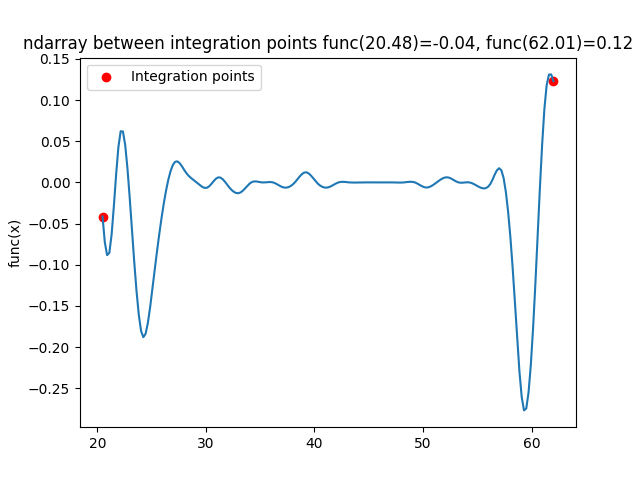 ndarray between integration points func(20.48)=-0.04, func(62.01)=0.12
Integration points
func(x)
0.15
0.10
0.05
0.00
−0.05
−0.10
−0.15
−0.20
−0.25
20 30 40 50 60